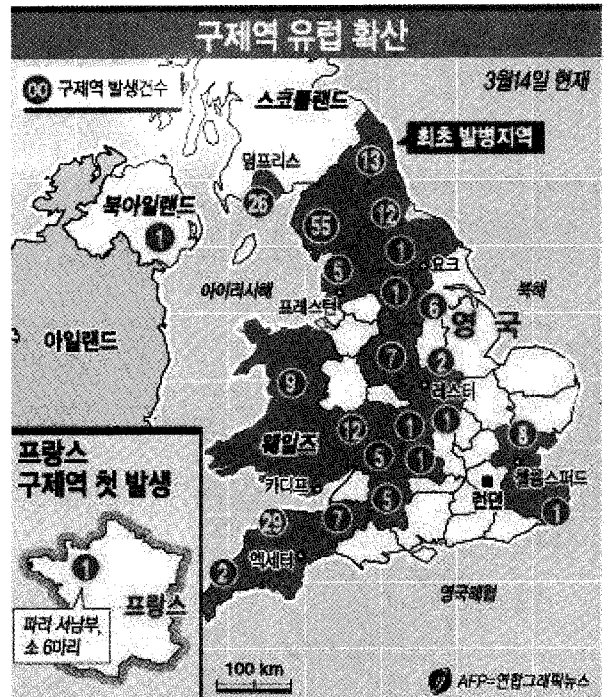 구제역 유럽 확산
00 구제역 발생건수
3월14일 현재
스코틀랜드
최초 발병지역
덤프리스
13
26
북아일랜드
1
55
12
1
5
요크
아이리시해
프레스턴
1
6
북해
영국
아일랜드
7
2
레스터
9
웨일즈
12
1
1
8
5
1
첼름스퍼드
카디프
런던
5
29
7
1
엑세터
2
영국해협
프랑스
구제역 첫 발생
1
프랑스
파리 서남부,
소 6마리
100 km
AFP=연합그래픽뉴스